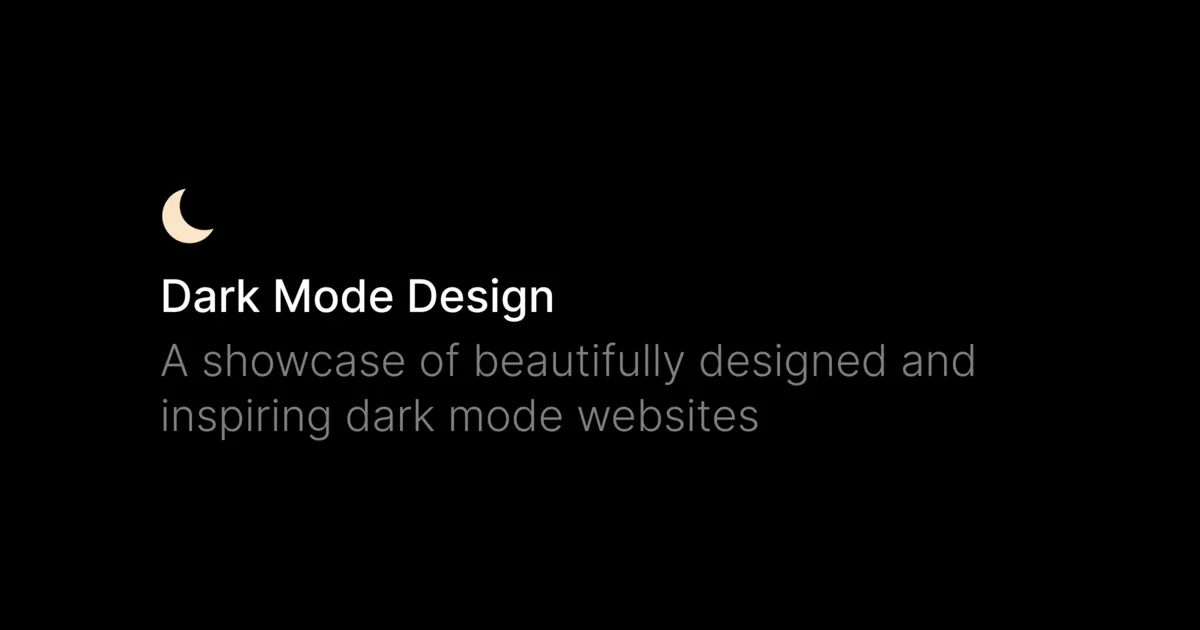 Dark Mode Design
A showcase of beautifully designed and
inspiring dark mode websites